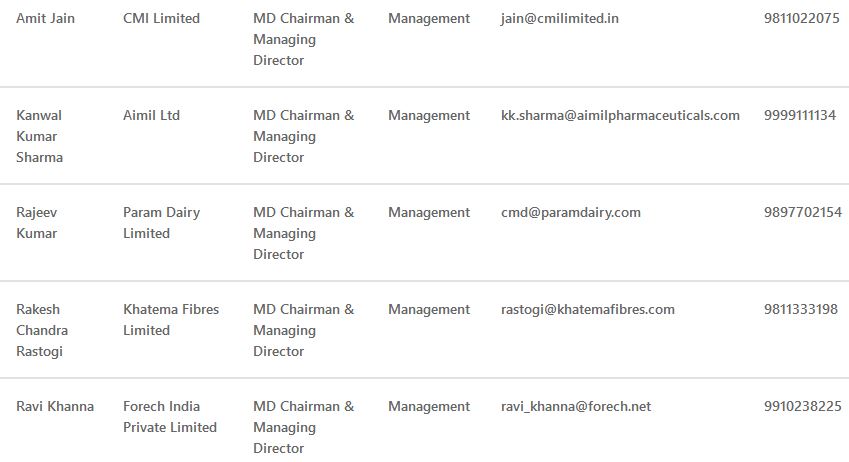 Amit Jain CMI Limited MD Chairman & Management jain@cmilimited.in 9811022075
Managing
Director
Kanwal Aimil Ltd MD Chairman & Management kk.sharma@aimilpharmaceuticals.com 9999111134
Kumar Managing
Sharma Director
Rajeev Param Dairy MD Chairman & Management cmd@paramdairy.com 9897702154
Kumar Limited Managing
Director
Rakesh Khatema Fibres MD Chairman & Management rastogi@khatemafibres.com 9811333198
Chandra Limited Managing
Rastogi Director
Ravi Khanna Forech India MD Chairman & Management ravi_khanna@forech.net 9910238225
Private Limited Managing
Director